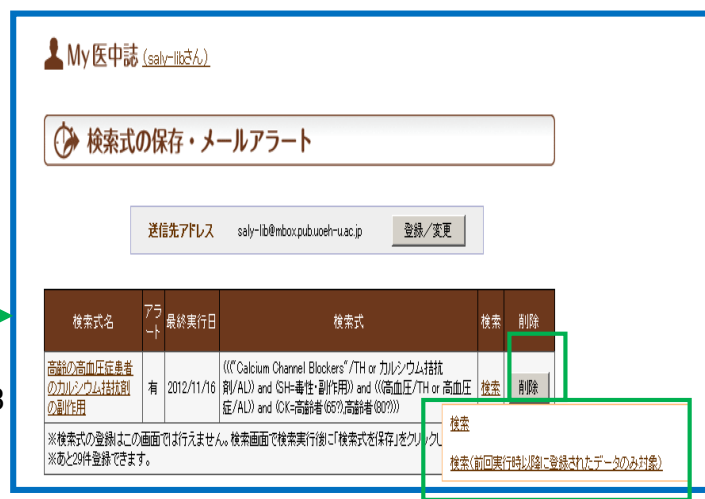 My医中誌 (saly-libさん)
検索式の保存・メールアラート
送信先アドレス saly-lib@mbox.pub.uoeh-u.ac.jp 登録／変更
検索式名 アラート 最終実行日 検索式 検索 削除
高齢の高血圧症患者
のカルシウム拮抗剤
の副作用
有 2012/11/16
((("Calcium Channel Blockers"/TH or カルシウム拮抗
剤/AL)) and (SH=毒性・副作用)) and (((高血圧/TH or 高血圧
症/AL)) and (CK=高齢者(65?),高齢者(80?)))
検索 削除
※検索式の登録はこの画面では行えません。検索画面で検索実行後に「検索式を保存」をクリックし
※あと29件登録できます。
検索
検索(前回実行時以降に登録されたデータのみ対象)
3